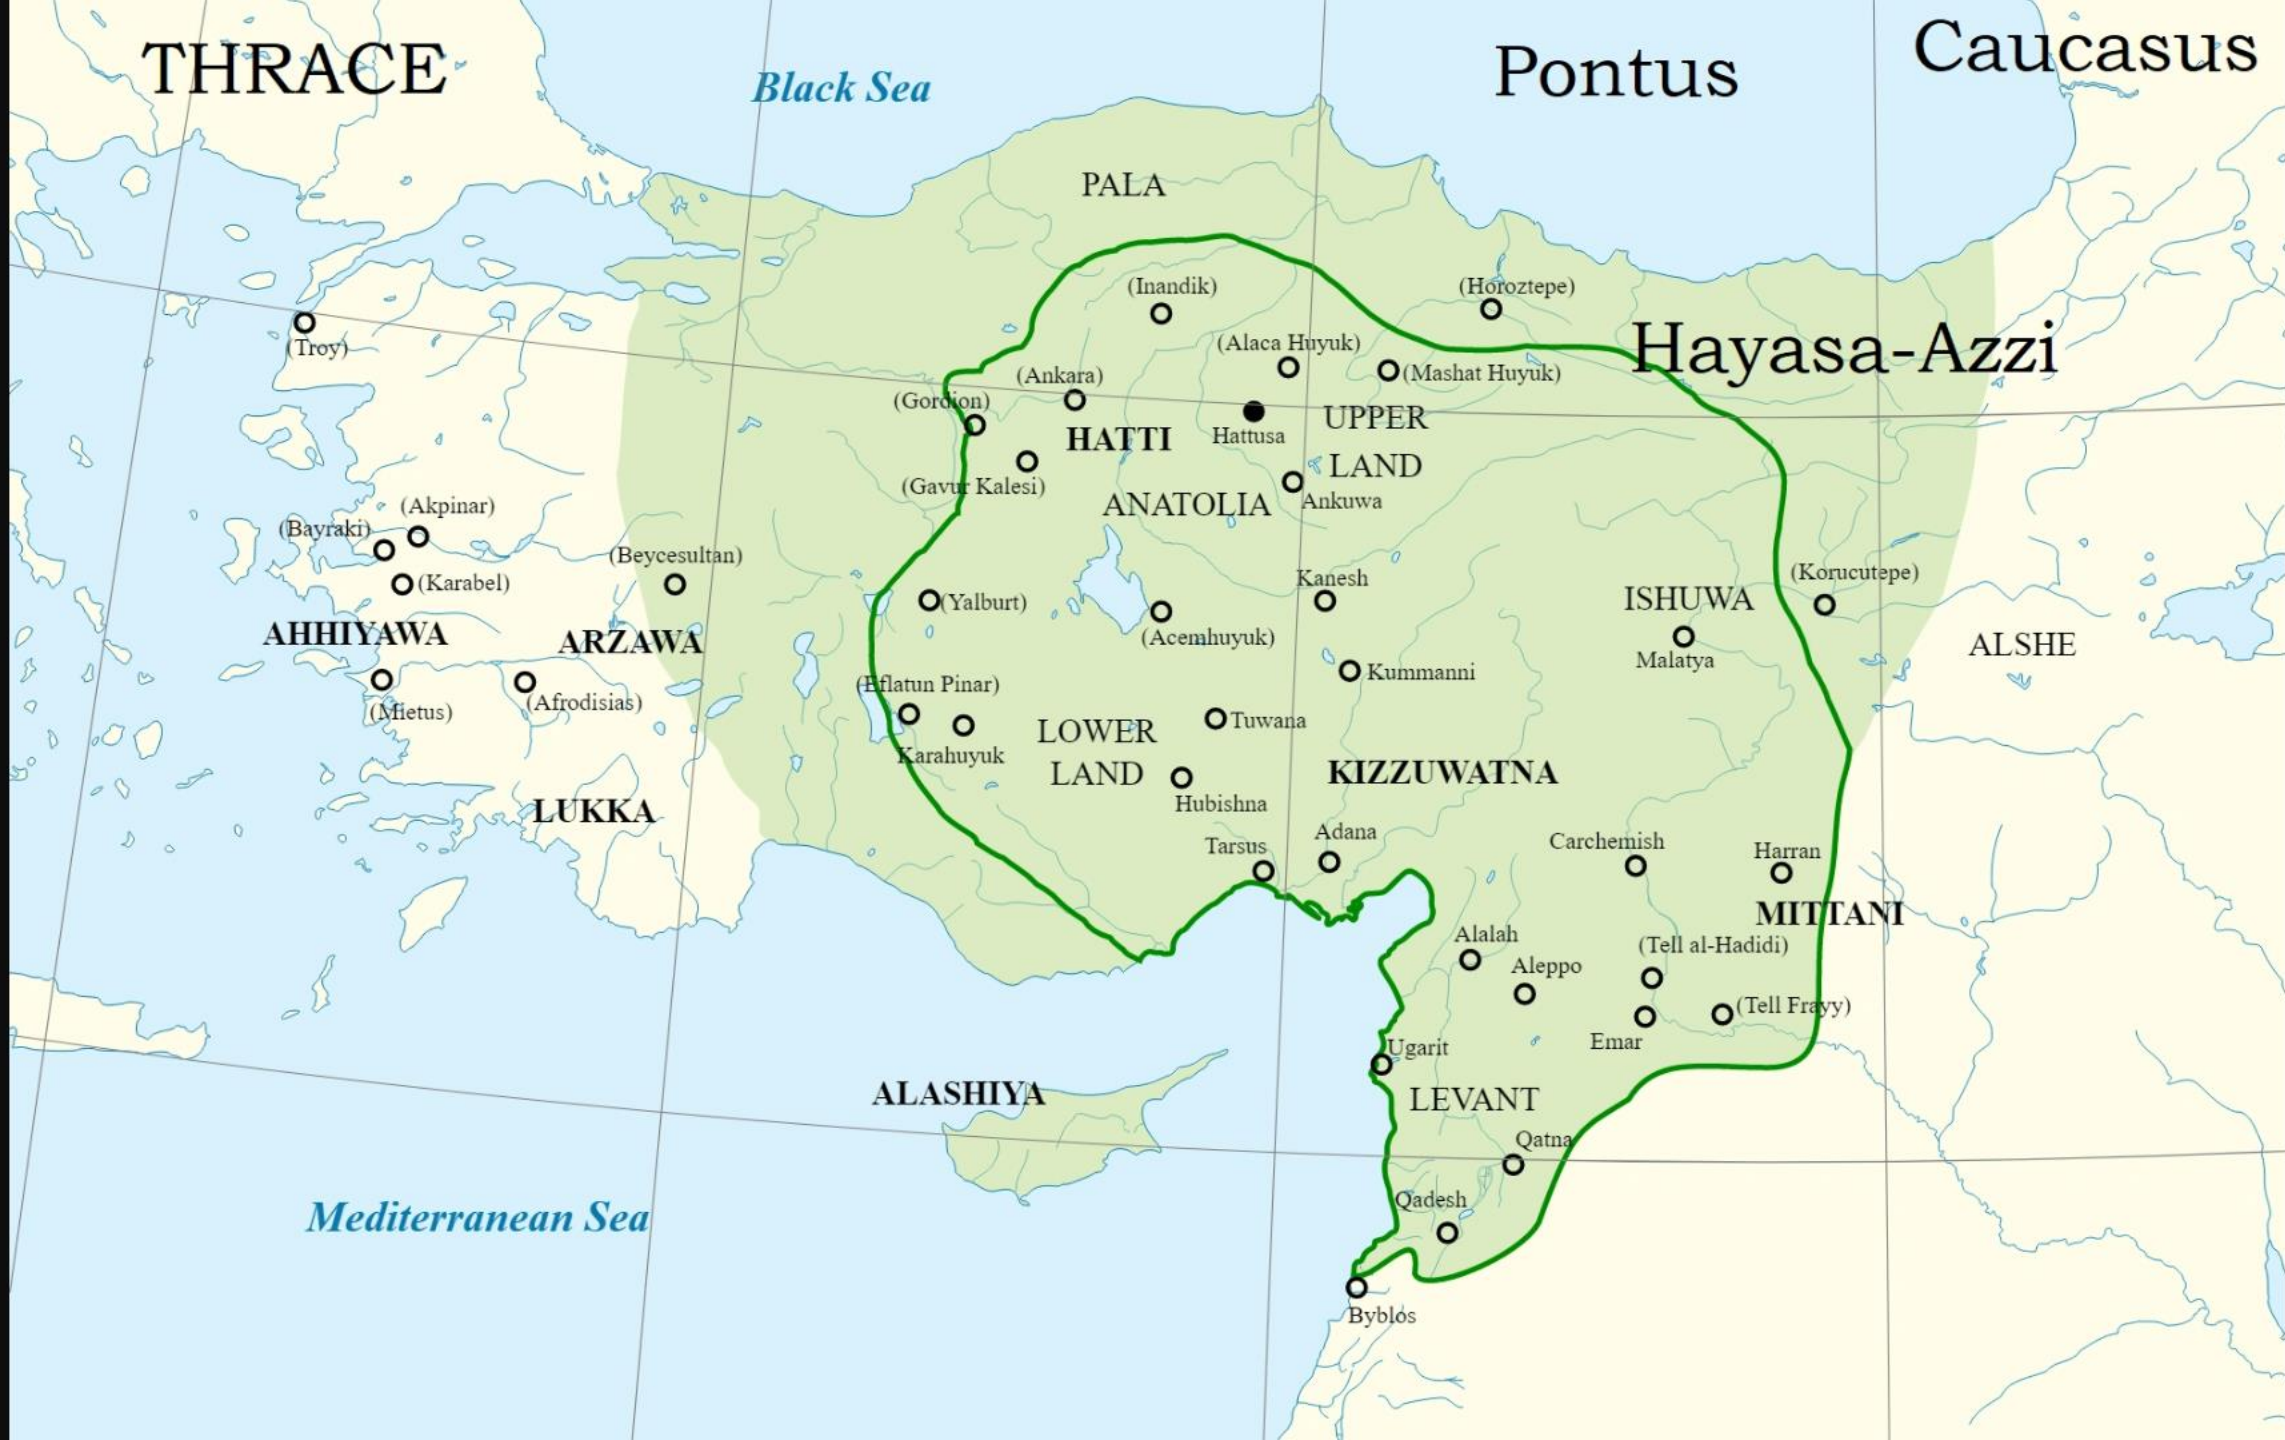 THRACE
Black Sea
Pontus
Caucasus
PALA
(Inandik)
(Horoztepe)
(Troy)
(Alaca Huyuk)
Hayasa-Azzi
(Ankara)
(Mashat Huyuk)
(Gordion)
HATTI
Hattusa
UPPER
LAND
(Gavur Kalesi)
ANATOLIA
Ankuwa
(Akpinar)
(Bayraki)
(Karabel)
(Beycesultan)
(Yalburt)
Kanesh
(Korucutepe)
ISHUWA
(Acemhuyuk)
AHHIYAWA
ARZAWA
ALSHE
Malatya
Kummanni
(Eflatun Pinar)
(Mietus)
(Afrodisias)
Tuwana
LOWER
LAND
Karahuyuk
KIZZUWATNA
Hubishna
LUKKA
Adana
Tarsus
Carchemish
Harran
MITTANI
Alalah
(Tell al-Hadidi)
Aleppo
(Tell Frayy)
Emar
Ugarit
ALASHIYA
LEVANT
Qatna
Qadesh
Mediterranean Sea
Byblos